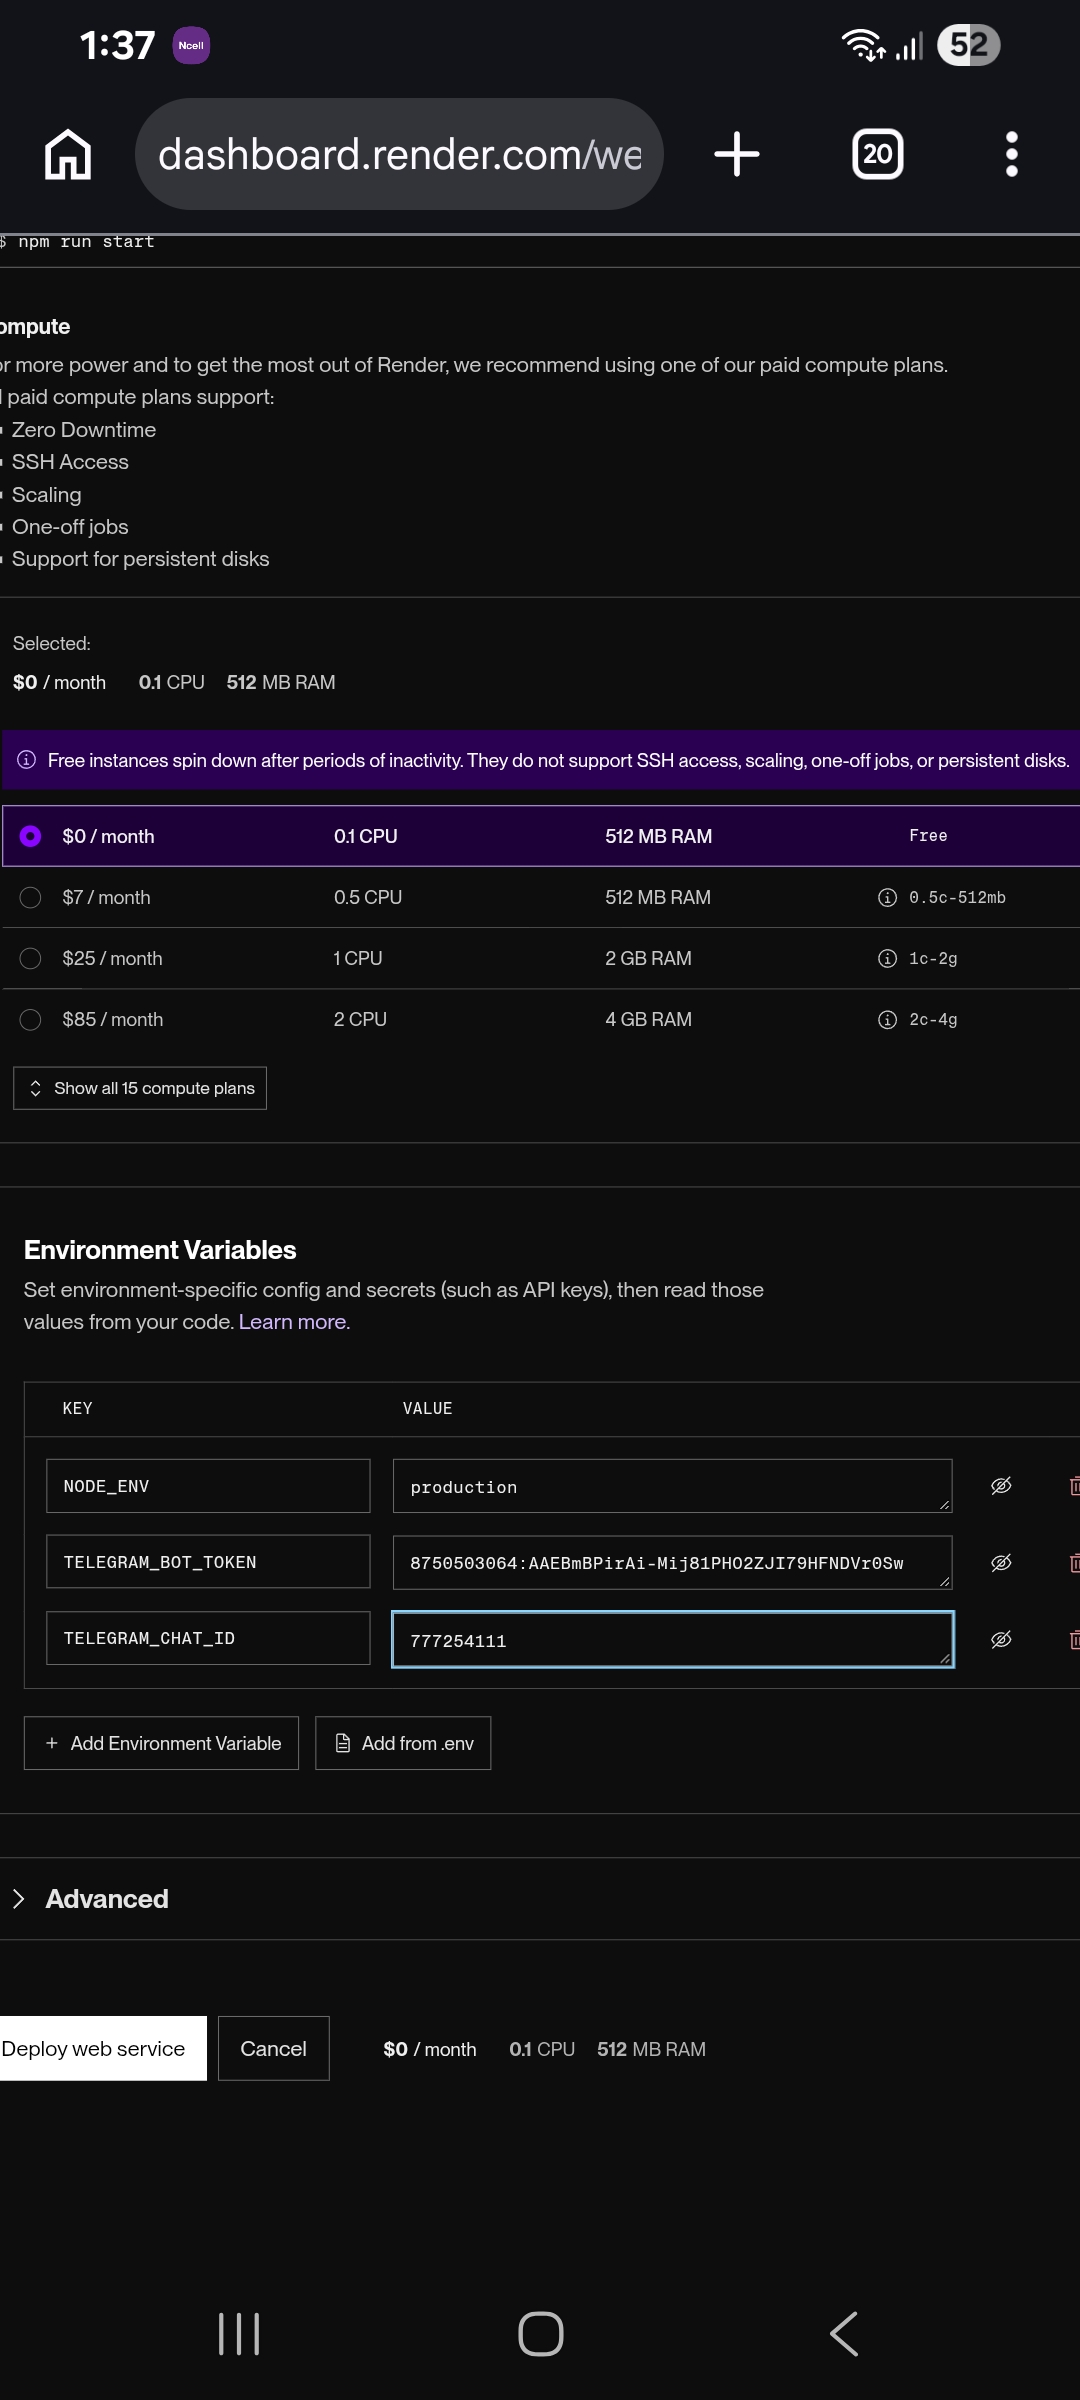 1:37
Ncell
52
dashboard.render.com/we
20
$ npm run start
ompute
or more power and to get the most out of Render, we recommend using one of our paid compute plans.
l paid compute plans support:
Zero Downtime
SSH Access
Scaling
One-off jobs
Support for persistent disks
Selected:
$0 / month 0.1 CPU 512 MB RAM
Free instances spin down after periods of inactivity. They do not support SSH access, scaling, one-off jobs, or persistent disks.
$0 / month 0.1 CPU 512 MB RAM Free
$7 / month 0.5 CPU 512 MB RAM 0.5c-512mb
$25 / month 1 CPU 2 GB RAM 1c-2g
$85 / month 2 CPU 4 GB RAM 2c-4g
Show all 15 compute plans
Environment Variables
Set environment-specific config and secrets (such as API keys), then read those
values from your code. Learn more.
KEY VALUE
NODE_ENV production
TELEGRAM_BOT_TOKEN 8750503064:AAEBmBPirAi-Mij81PHO2ZJI79HFNDVr0Sw
TELEGRAM_CHAT_ID 777254111
+ Add Environment Variable Add from .env
Advanced
Deploy web service Cancel $0 / month 0.1 CPU 512 MB RAM